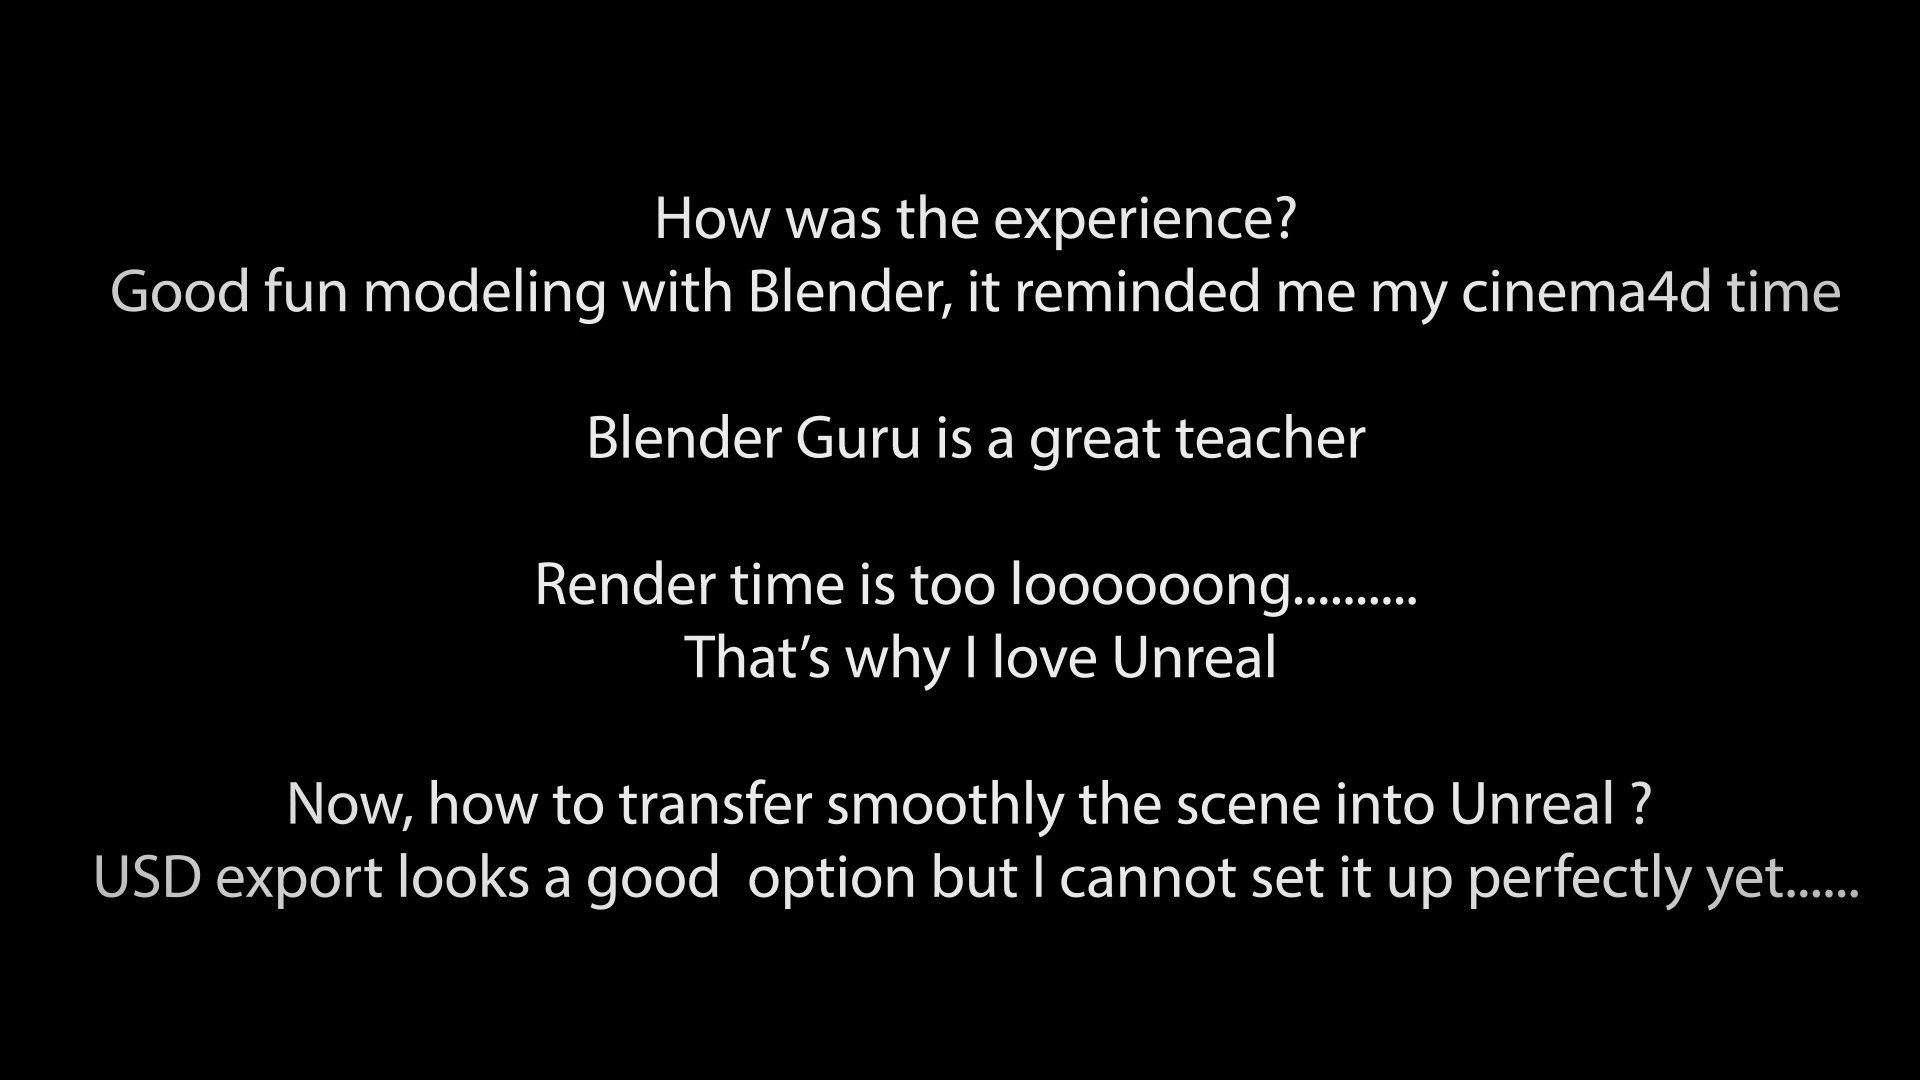 How was the experience?
Good fun modeling with Blender, it reminded me my cinema4d time
Blender Guru is a great teacher
Render time is too loooooong..........
That’s why I love Unreal
Now, how to transfer smoothly the scene into Unreal ?
USD export looks a good  option but I cannot set it up perfectly yet......